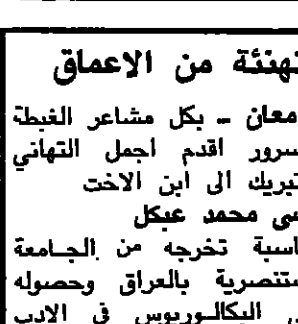 تهنئة من الاعماق
معان ـ بكل مشاعر الغبطة
سرور اقدم اجمل التهاني
تبريك الى ابن الاخت
محمد عبكل
اسبة تخرجه من الجامعة
ستنصرية بالعراق وحصوله
البكالوريوس في الادب